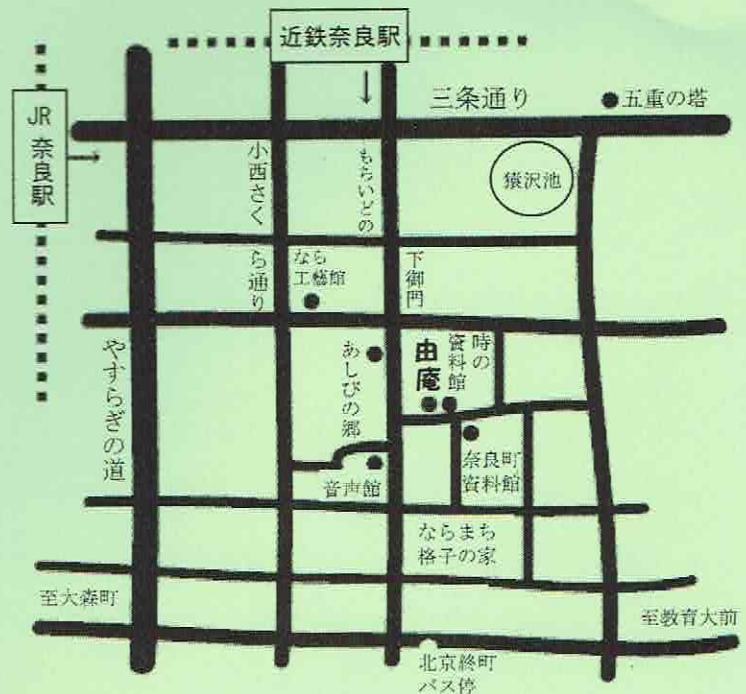 近鉄奈良駅
↓
三条通り
五重の塔
JR
奈良駅
→
小西さくら通り
もちいどの
猿沢池
なら
工藝館
下御門
やすらぎの道
あしびの郷
由庵
時の
資料館
音声館
奈良町
資料館
ならまち
格子の家
至大森町
至教育大前
北京終町
バス停